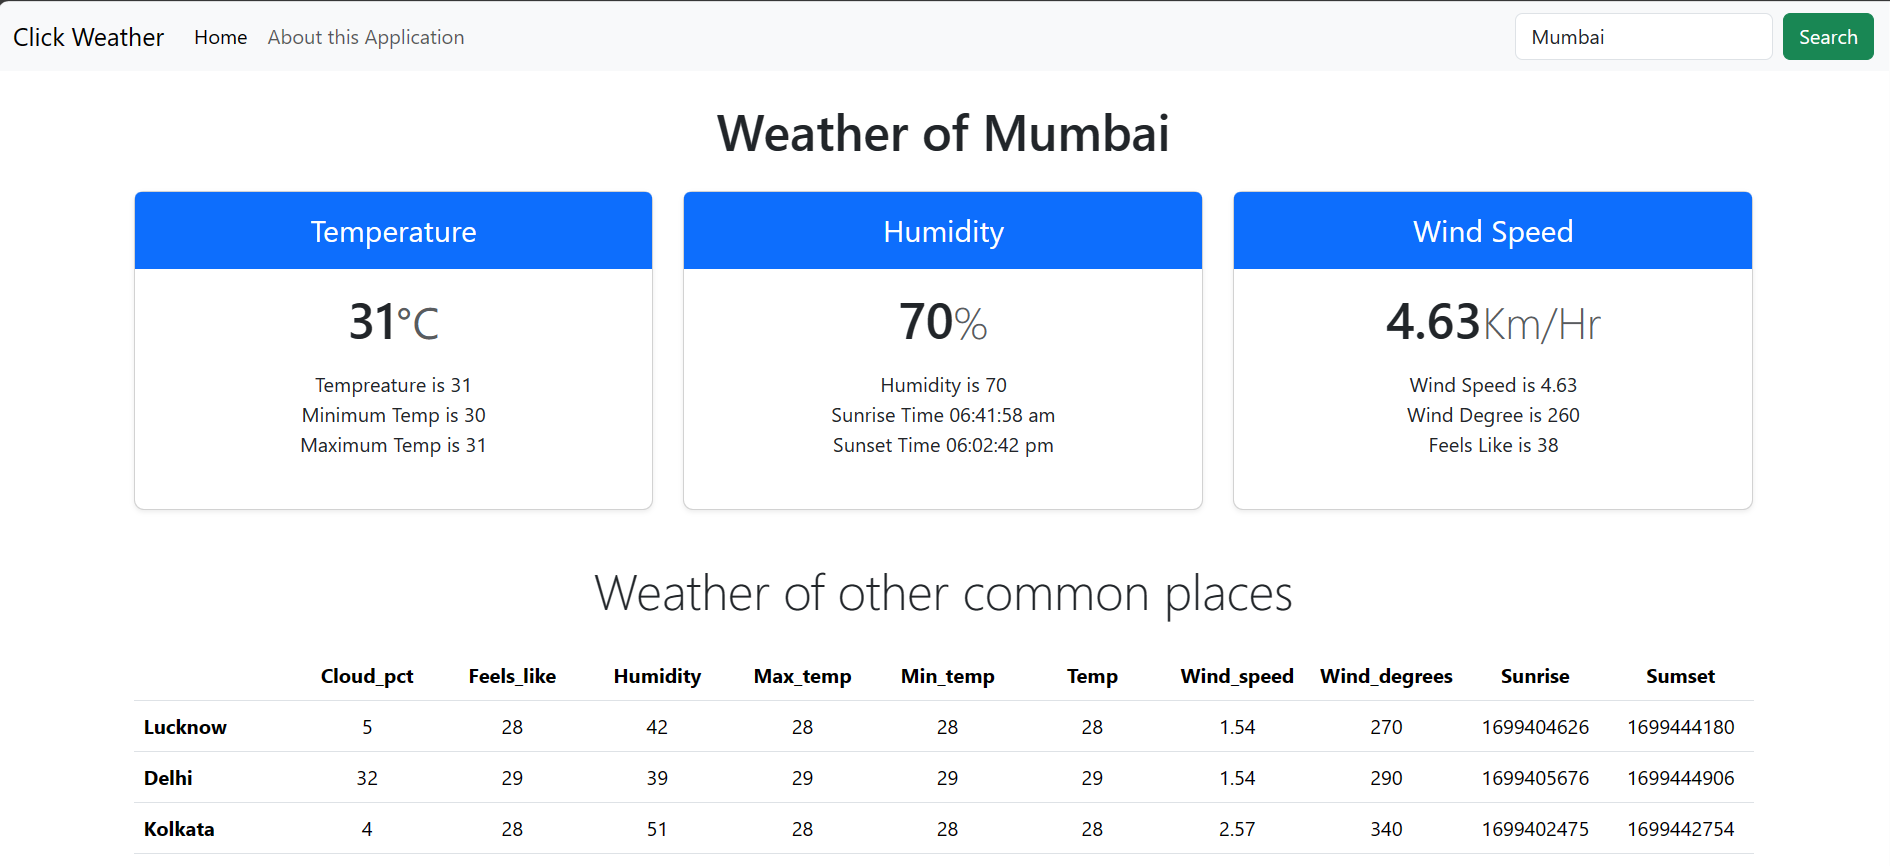 Click Weather Home About this Application Mumbai Search
Weather of Mumbai
Temperature Humidity Wind Speed
31°C 70% 4.63Km/Hr
Tempreature is 31 Humidity is 70 Wind Speed is 4.63
Minimum Temp is 30 Sunrise Time 06:41:58 am Wind Degree is 260
Maximum Temp is 31 Sunset Time 06:02:42 pm Feels Like is 38
Weather of other common places
Cloud_pct Feels_like Humidity Max_temp Min_temp Temp Wind_speed Wind_degrees Sunrise Sumset
Lucknow 5 28 42 28 28 28 1.54 270 1699404626 1699444180
Delhi 32 29 39 29 29 29 1.54 290 1699405676 1699444906
Kolkata 4 28 51 28 28 28 2.57 340 1699402475 1699442754